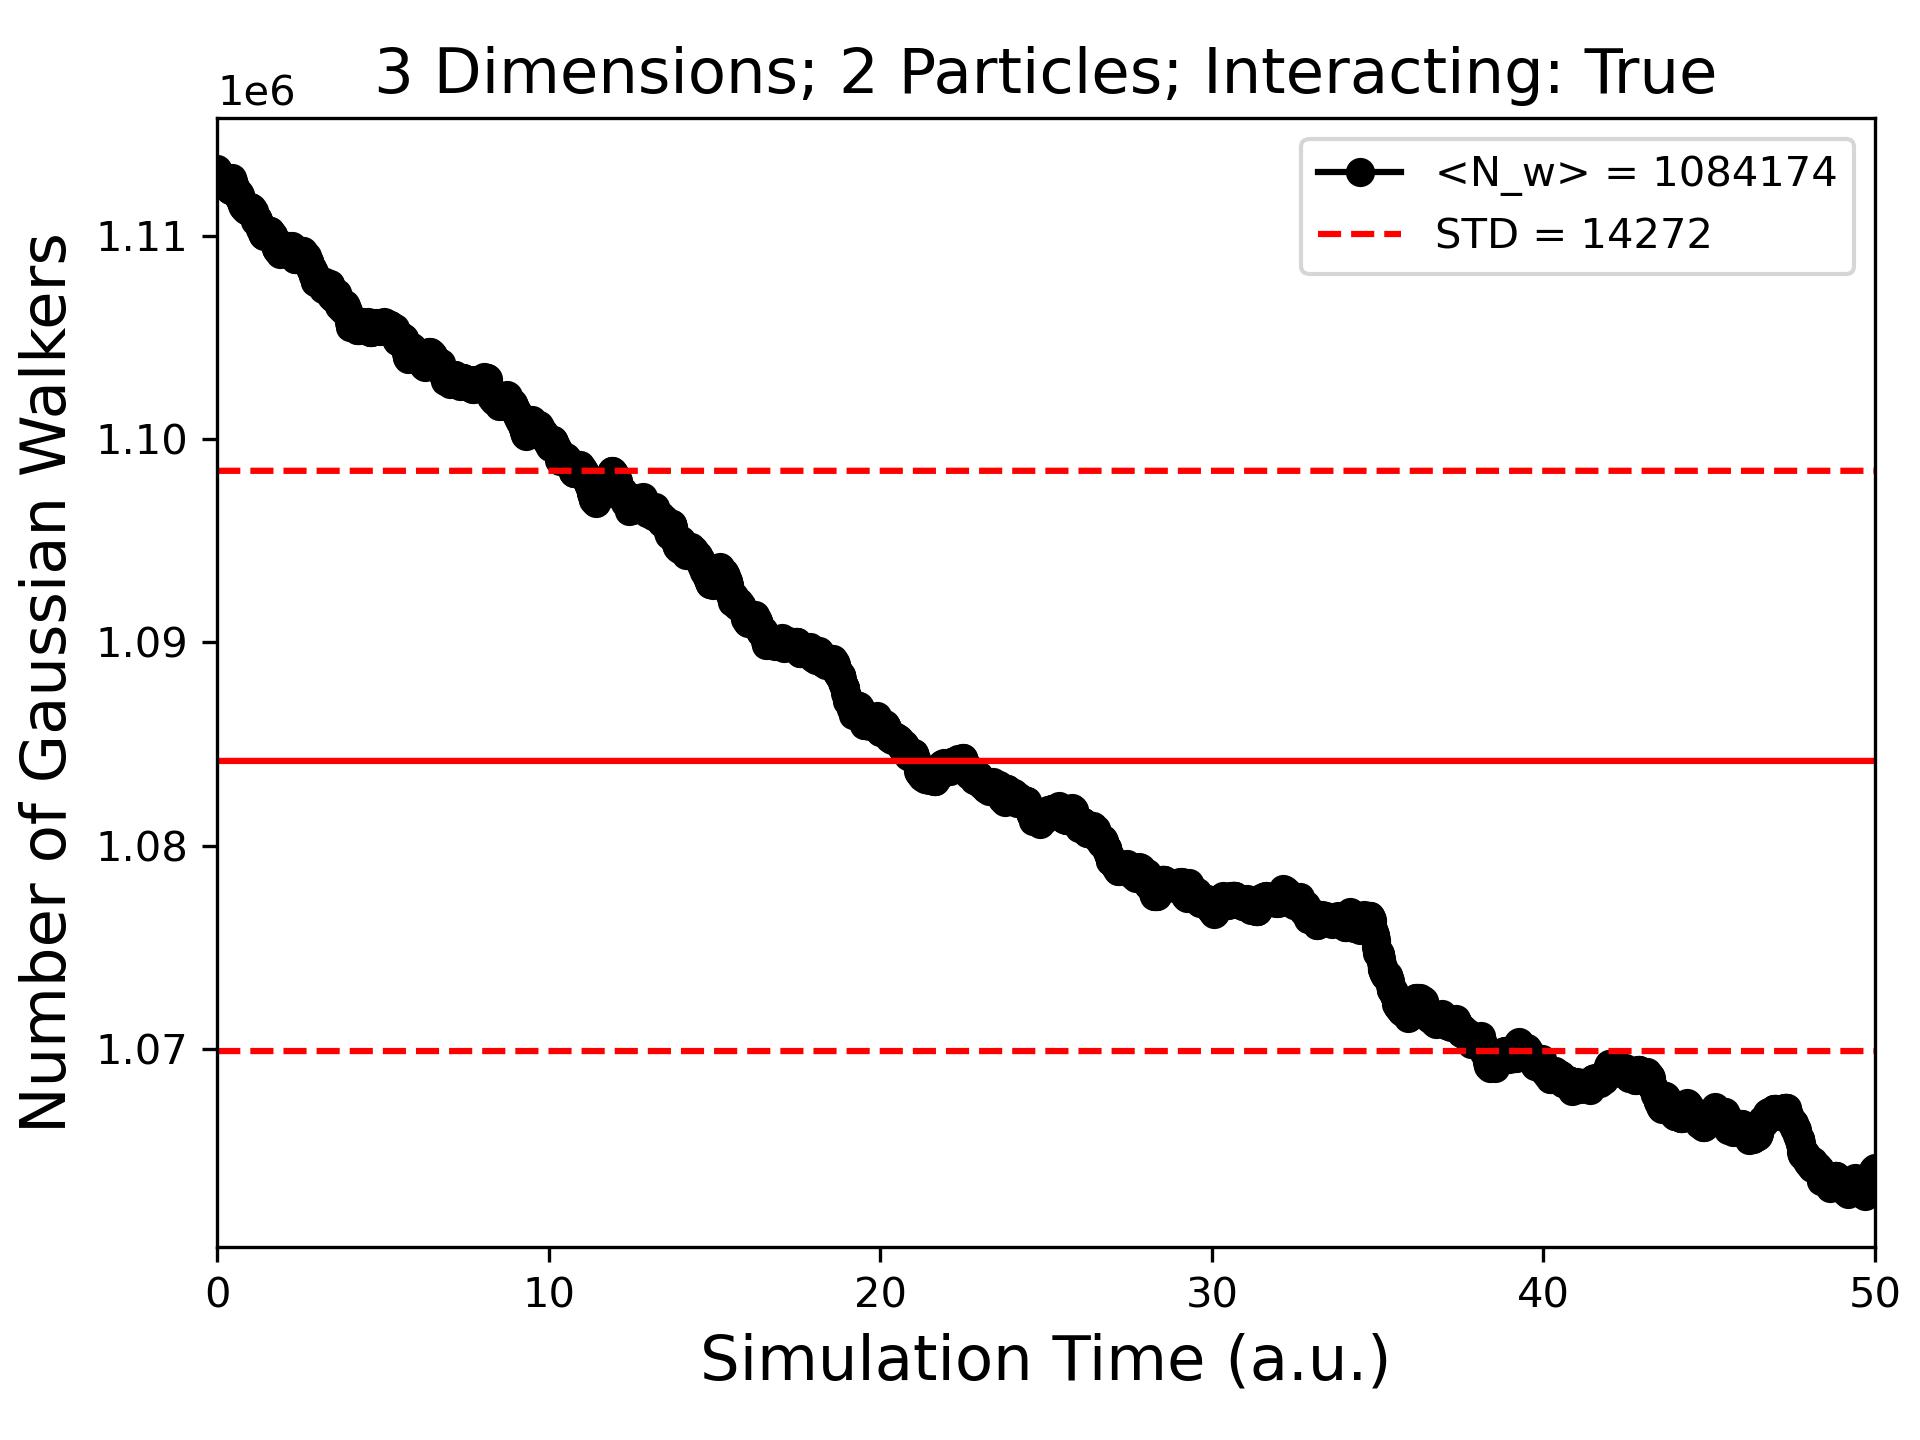 3 Dimensions; 2 Particles; Interacting: True
1e6
<N_w> = 1084174
STD = 14272
Number of Gaussian Walkers
1.11
1.10
1.09
1.08
1.07
0 10 20 30 40 50
Simulation Time (a.u.)